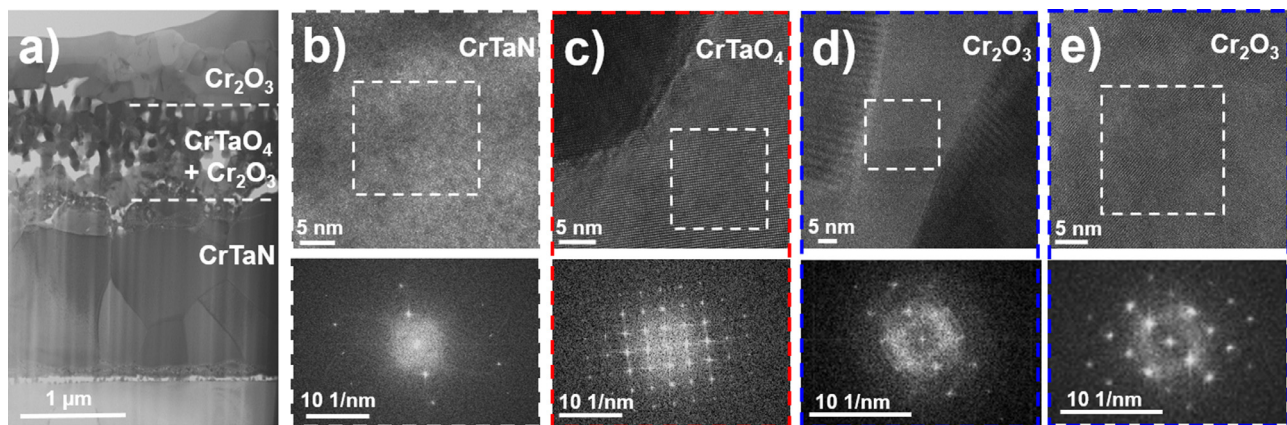 a)
Cr₂O₃
CrTaO₄
+ Cr₂O₃
CrTaN
1 µm
b)
CrTaN
5 nm
10 1/nm
c)
CrTaO₄
5 nm
10 1/nm
d)
Cr₂O₃
5 nm
10 1/nm
e)
Cr₂O₃
5 nm
10 1/nm